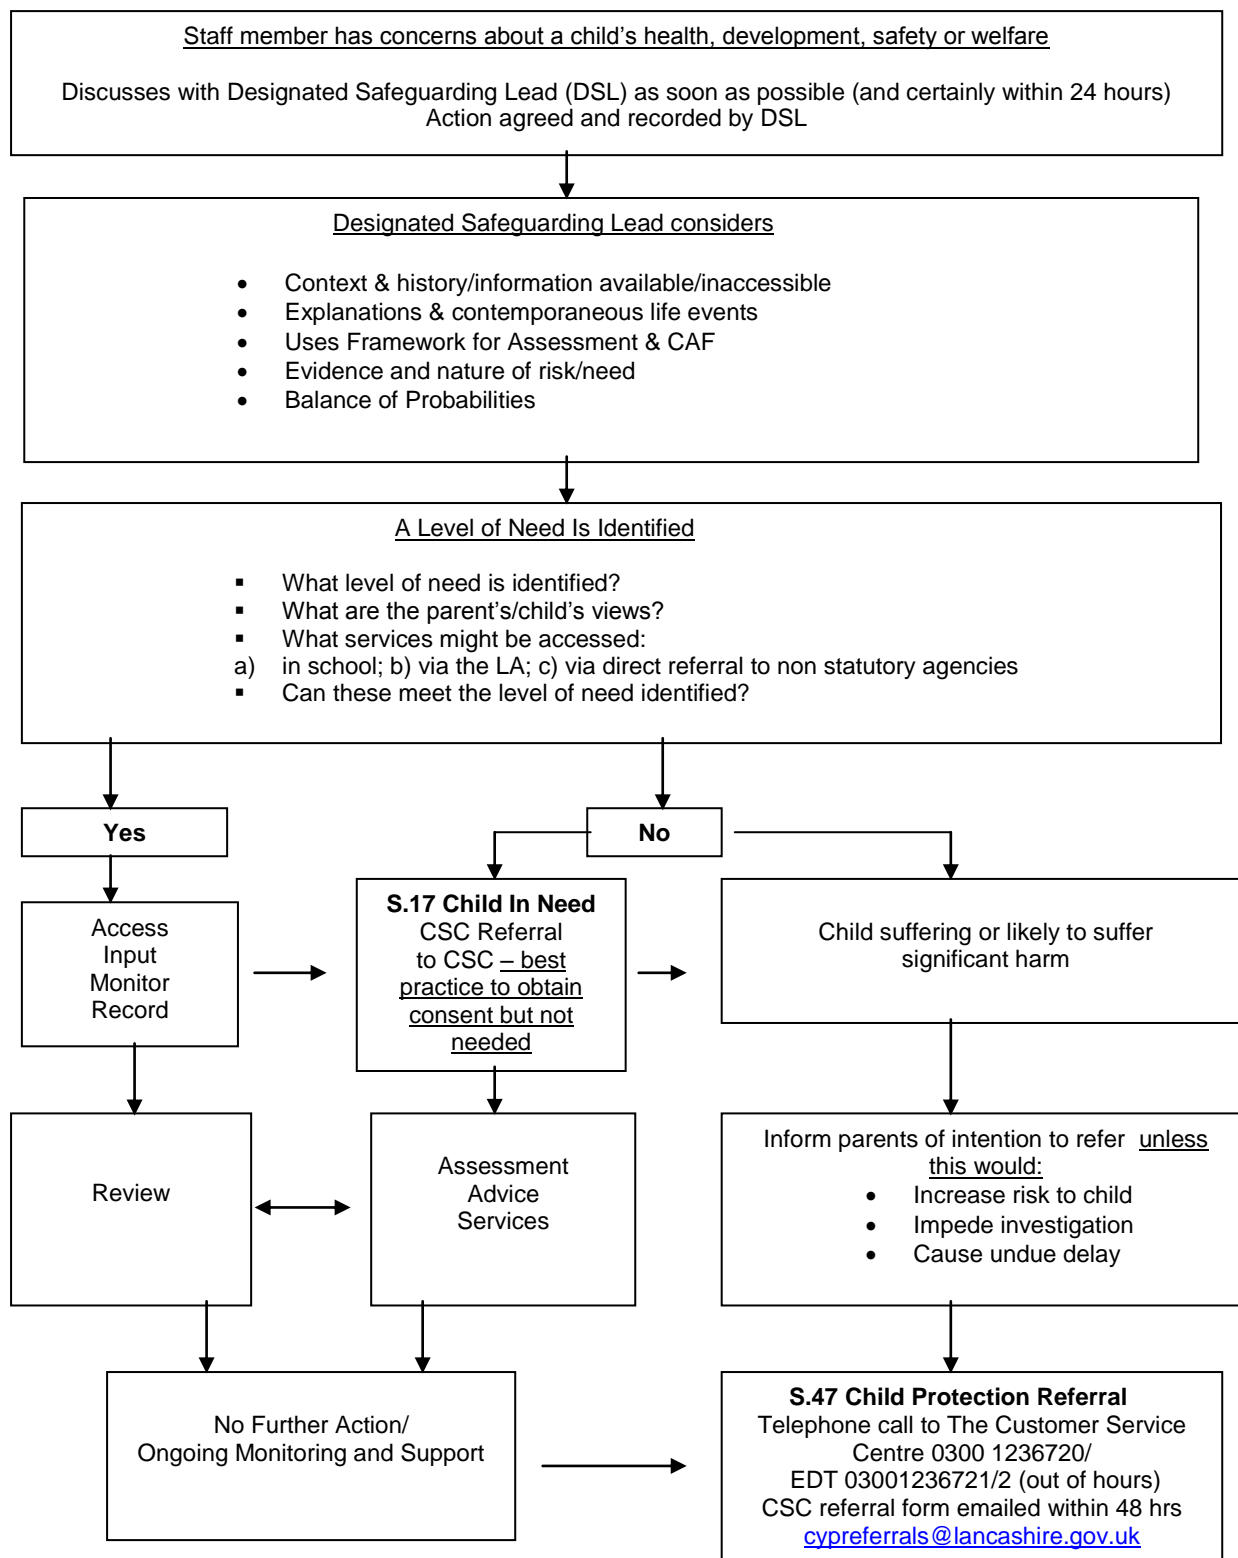 Staff member has concerns about a child's health, development, safety or welfare
Discusses with Designated Safeguarding Lead (DSL) as soon as possible (and certainly within 24 hours)
Action agreed and recorded by DSL
Designated Safeguarding Lead considers
• Context & history/information available/inaccessible
• Explanations & contemporaneous life events
• Uses Framework for Assessment & CAF
• Evidence and nature of risk/need
• Balance of Probabilities
A Level of Need Is Identified
▪ What level of need is identified?
▪ What are the parent's/child's views?
▪ What services might be accessed:
a) in school; b) via the LA; c) via direct referral to non statutory agencies
▪ Can these meet the level of need identified?
Yes
No
Access
Input
Monitor
Record
S.17 Child In Need
CSC Referral
to CSC – best
practice to obtain
consent but not
needed
Child suffering or likely to suffer
significant harm
Review
Assessment
Advice
Services
Inform parents of intention to refer unless
this would:
• Increase risk to child
• Impede investigation
• Cause undue delay
No Further Action/
Ongoing Monitoring and Support
S.47 Child Protection Referral
Telephone call to The Customer Service
Centre 0300 1236720/
EDT 03001236721/2 (out of hours)
CSC referral form emailed within 48 hrs
cypreferrals@lancashire.gov.uk